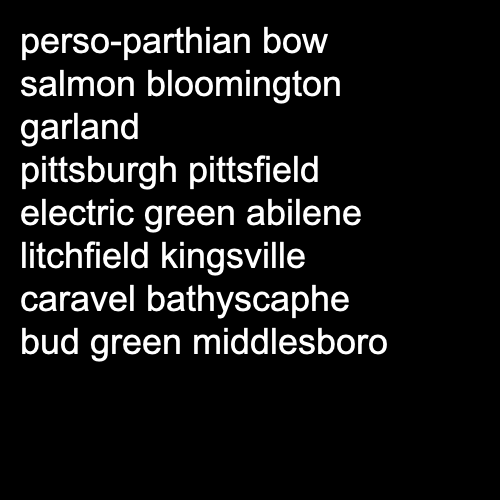 perso-parthian bow
salmon bloomington
garland
pittsburgh pittsfield
electric green abilene
litchfield kingsville
caravel bathyscaphe
bud green middlesboro